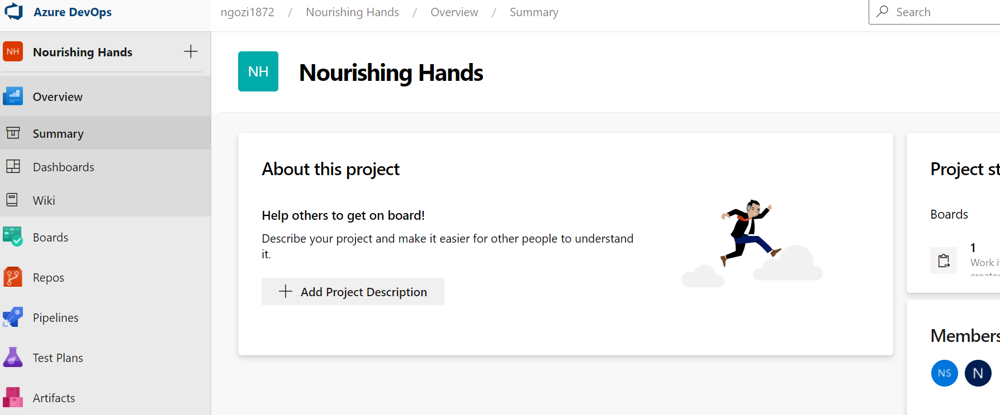 Azure DevOps
ngozi1872 / Nourishing Hands / Overview / Summary
Search
NH Nourishing Hands
Overview
Summary
Dashboards
Wiki
Boards
Repos
Pipelines
Test Plans
Artifacts
NH Nourishing Hands
About this project
Help others to get on board!
Describe your project and make it easier for other people to understand
it.
Add Project Description
Project st
Boards
1
Work i
Members
NS N